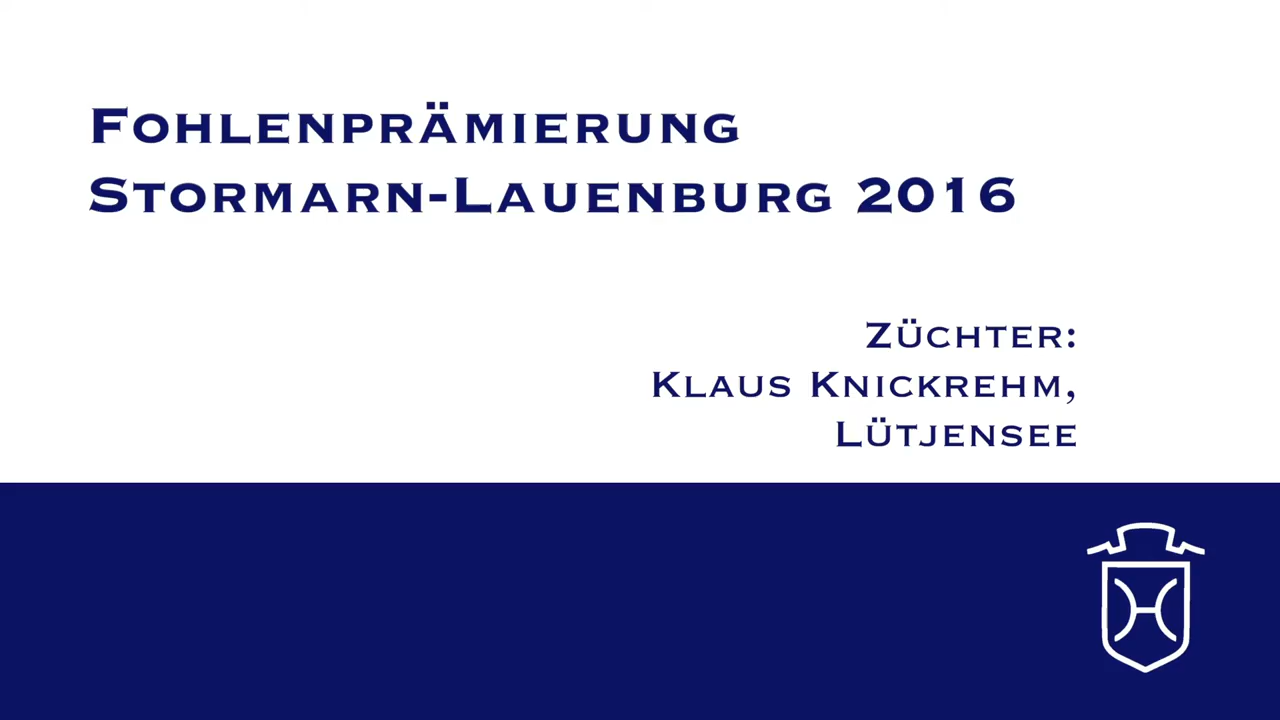 Fohlenprämierung
Stormarn-Lauenburg 2016
Züchter:
Klaus Knickrehm,
Lütjensee